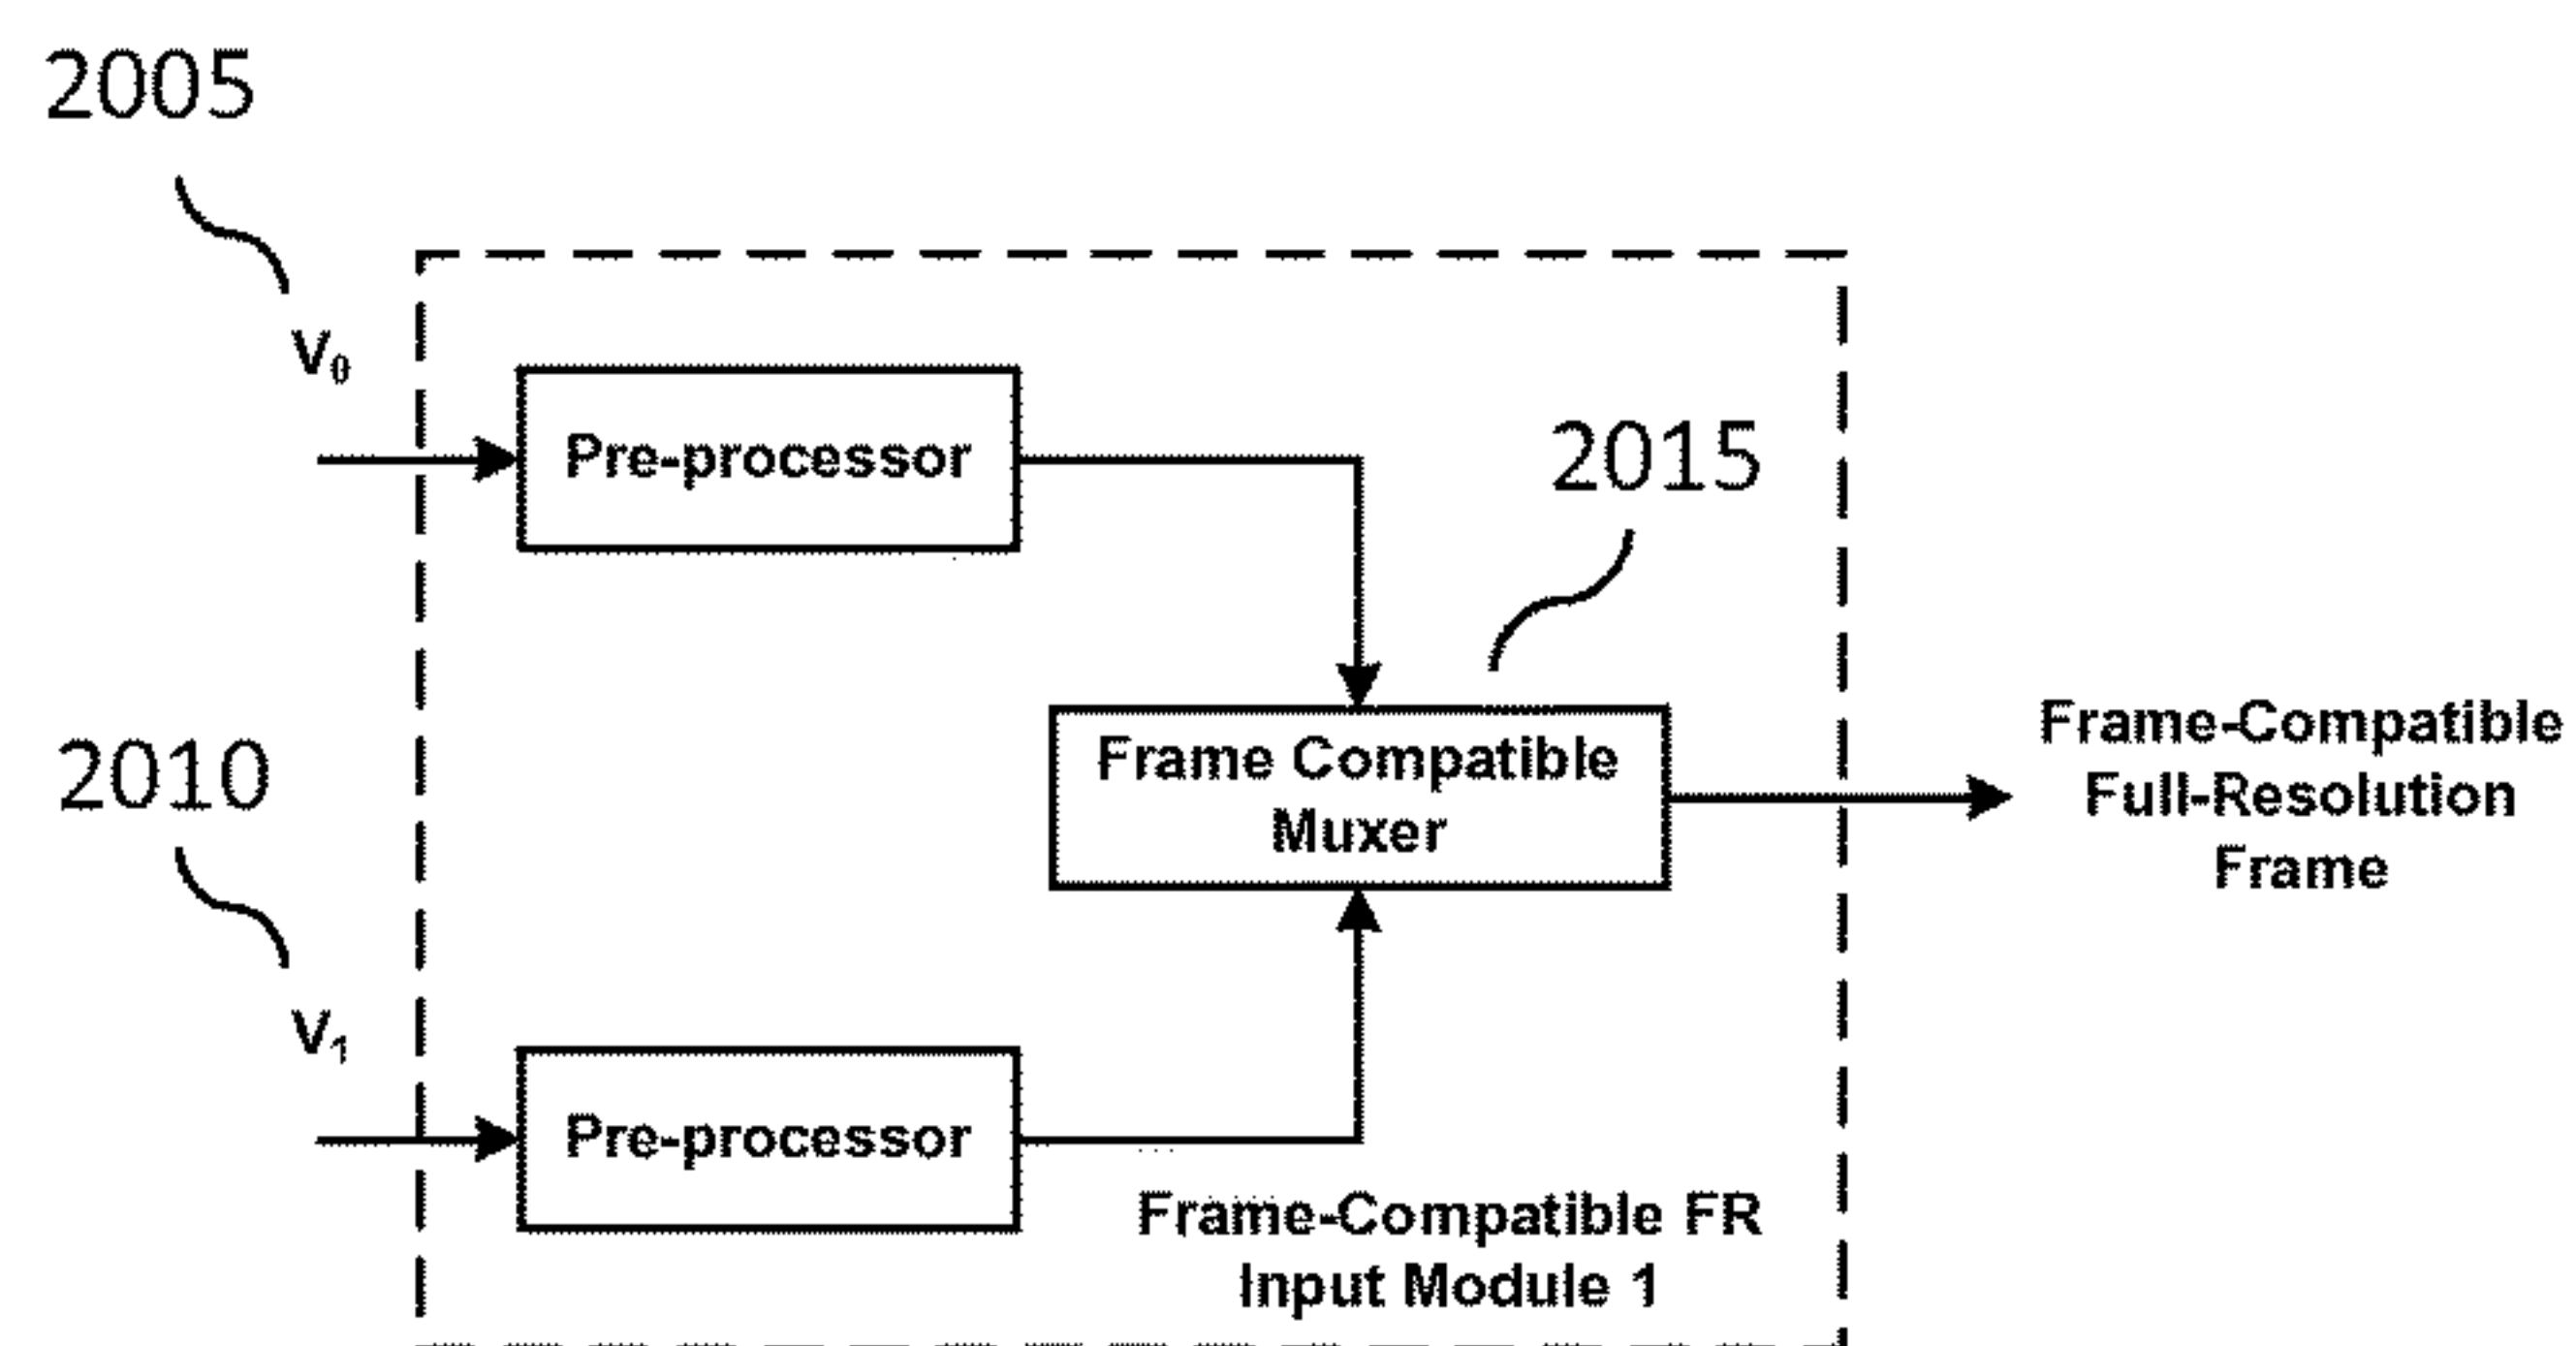 2005
V₀
Pre-processor
2015
2010
Frame Compatible
Muxer
Frame-Compatible
Full-Resolution
Frame
V₁
Pre-processor
Frame-Compatible FR
Input Module 1